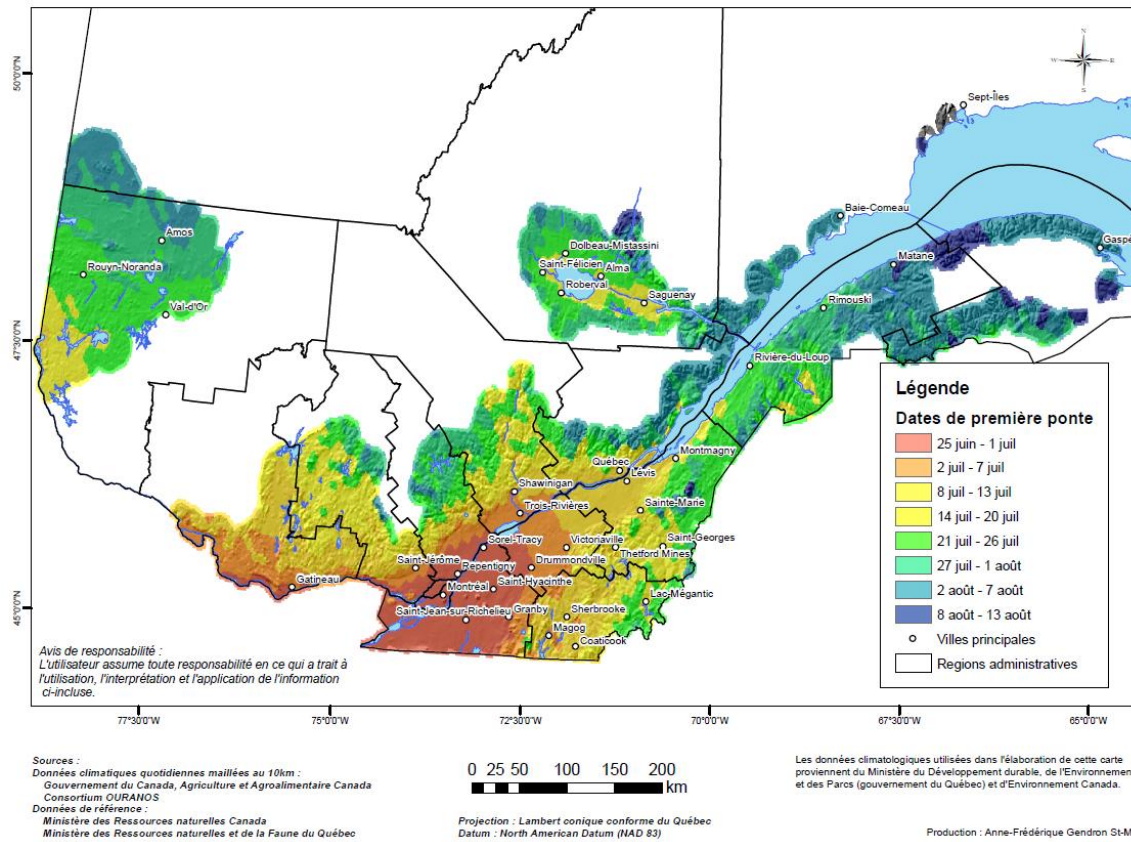 50°0'0"N
47°30'0"N
45°0'0"N
N
W
E
S
Sept-Îles
Baie-Comeau
Gaspé
Matane
Rimouski
Rivière-du-Loup
Amos
Rouyn-Noranda
Val-d'Or
Dolbeau-Mistassini
Saint-Félicien
Alma
Roberval
Saguenay
Montmagny
Québec
Lévis
Shawinigan
Trois-Rivières
Sainte-Marie
Saint-Georges
Sorel-Tracy
Victoriaville
Thetford Mines
Saint-Jérôme
Repentigny
Drummondville
Gatineau
Montréal
Saint-Hyacinthe
Lac-Mégantic
Saint-Jean-sur-Richelieu
Granby
Sherbrooke
Magog
Coaticook
Légende
Dates de première ponte
25 juin - 1 juil
2 juil - 7 juil
8 juil - 13 juil
14 juil - 20 juil
21 juil - 26 juil
27 juil - 1 août
2 août - 7 août
8 août - 13 août
Villes principales
Regions administratives
Avis de responsabilité :
L'utilisateur assume toute responsabilité en ce qui a trait à
l'utilisation, l'interprétation et l'application de l'information
ci-incluse.
77°30'0"W
75°0'0"W
72°30'0"W
70°0'0"W
67°30'0"W
65°0'0"W
Sources :
Données climatiques quotidiennes maillées au 10km :
Gouvernement du Canada, Agriculture et Agroalimentaire Canada
Consortium OURANOS
Données de référence :
Ministère des Ressources naturelles Canada
Ministère des Ressources naturelles et de la Faune du Québec
0 25 50 100 150 200
km
Projection : Lambert conique conforme du Québec
Datum : North American Datum (NAD 83)
Les données climatologiques utilisées dans l'élaboration de cette carte
proviennent du Ministère du Développement durable, de l'Environnemen
et des Parcs (gouvernement du Québec) et d'Environnement Canada.
Production : Anne-Frédérique Gendron St-M